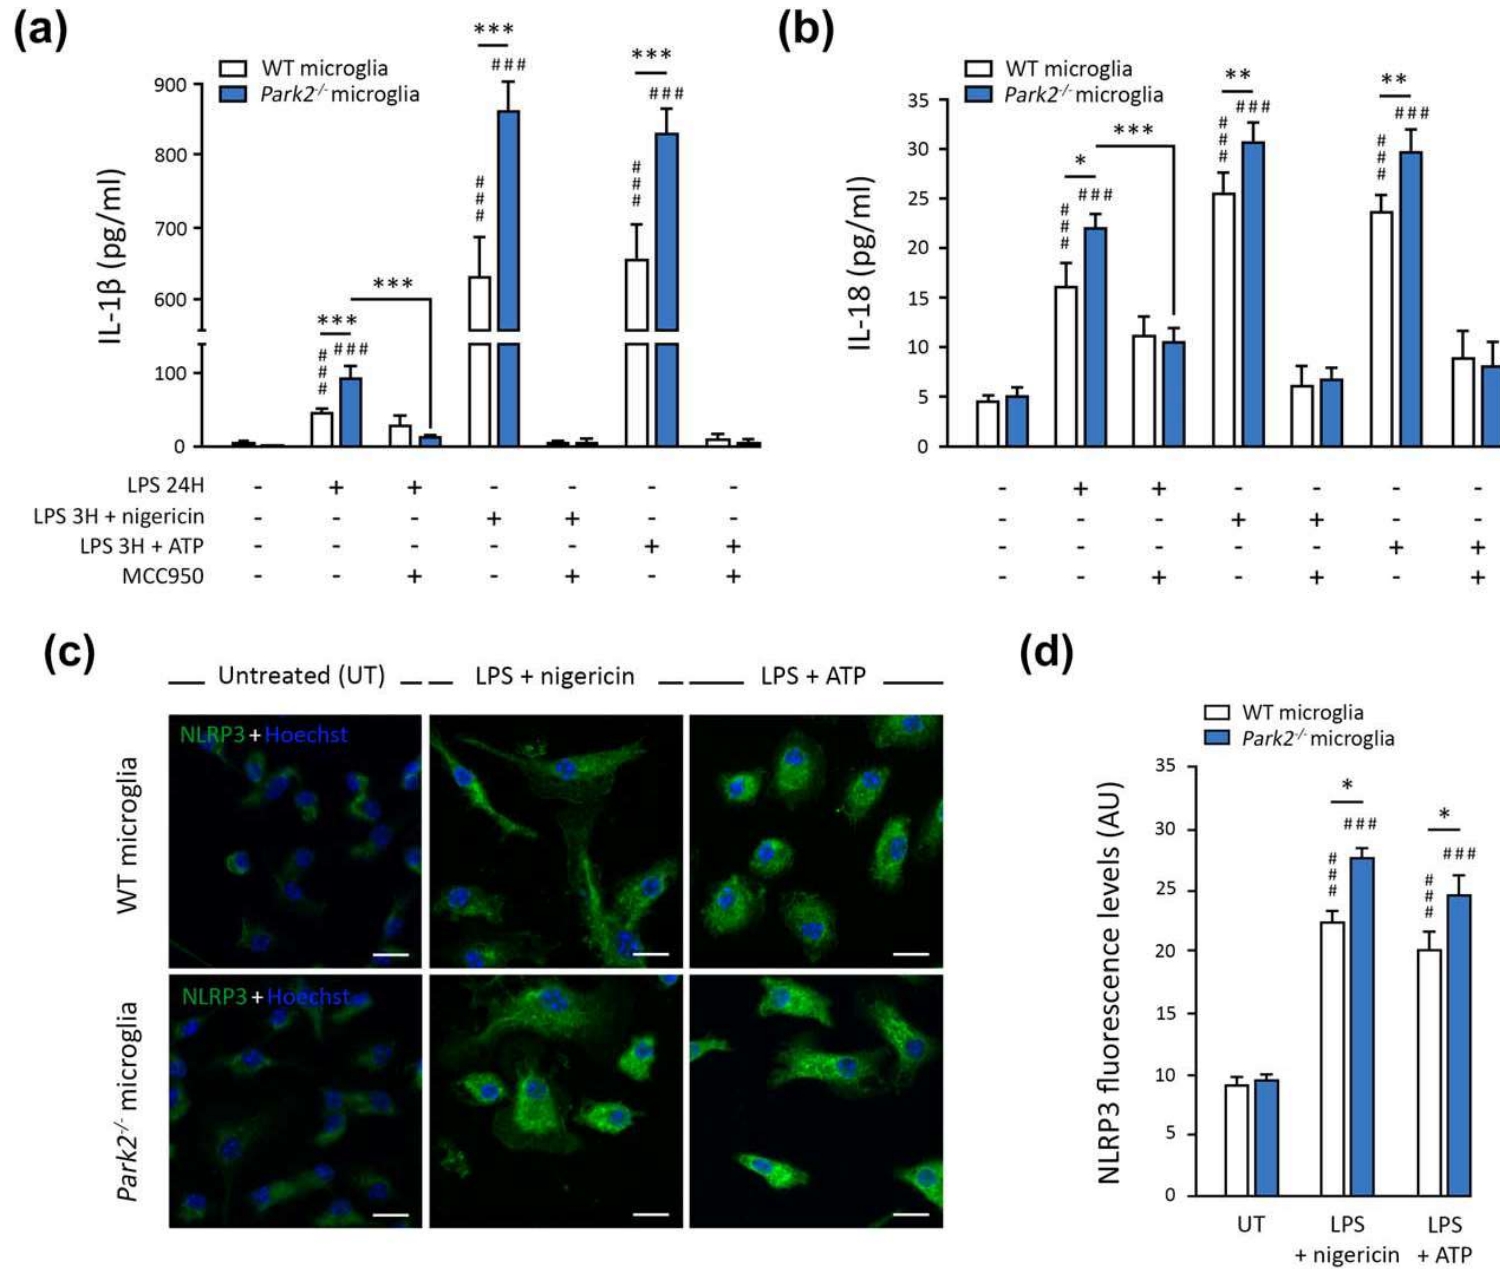 (a)
WT microglia
Park2-/- microglia
IL-1β (pg/ml)
900
800
700
600
100
0
***
###
###
***
###
###
***
###
###
***
LPS 24H - + + - - - -
LPS 3H + nigericin - - - + + - -
LPS 3H + ATP - - - - - + +
MCC950 - - + - + - +
(b)
WT microglia
Park2-/- microglia
IL-18 (pg/ml)
35
30
25
20
15
10
5
0
*
###
###
***
**
###
###
**
###
###
- + + - - - -
- - - + + - -
- - - - - + +
- - + - + - +
(c)
Untreated (UT)
LPS + nigericin
LPS + ATP
WT microglia
NLRP3 + Hoechst
Park2-/- microglia
NLRP3 + Hoechst
(d)
WT microglia
Park2-/- microglia
NLRP3 fluorescence levels (AU)
35
30
25
20
15
10
5
0
*
###
###
*
###
###
UT
LPS
+ nigericin
LPS
+ ATP